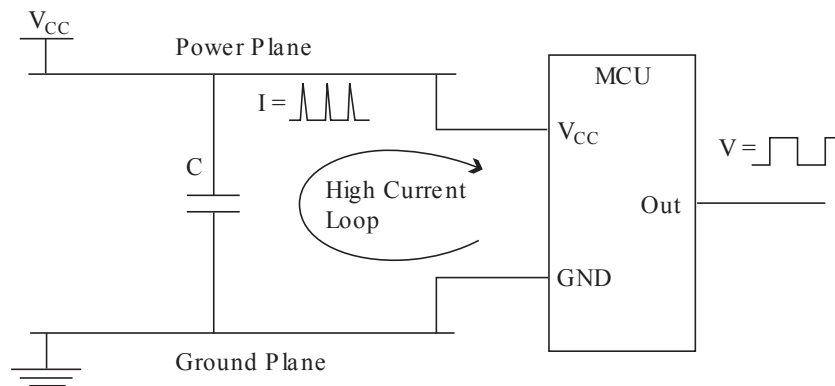 VCC
Power Plane
MCU
I =
VCC
V =
C
High Current
Loop
Out
GND
Ground Plane